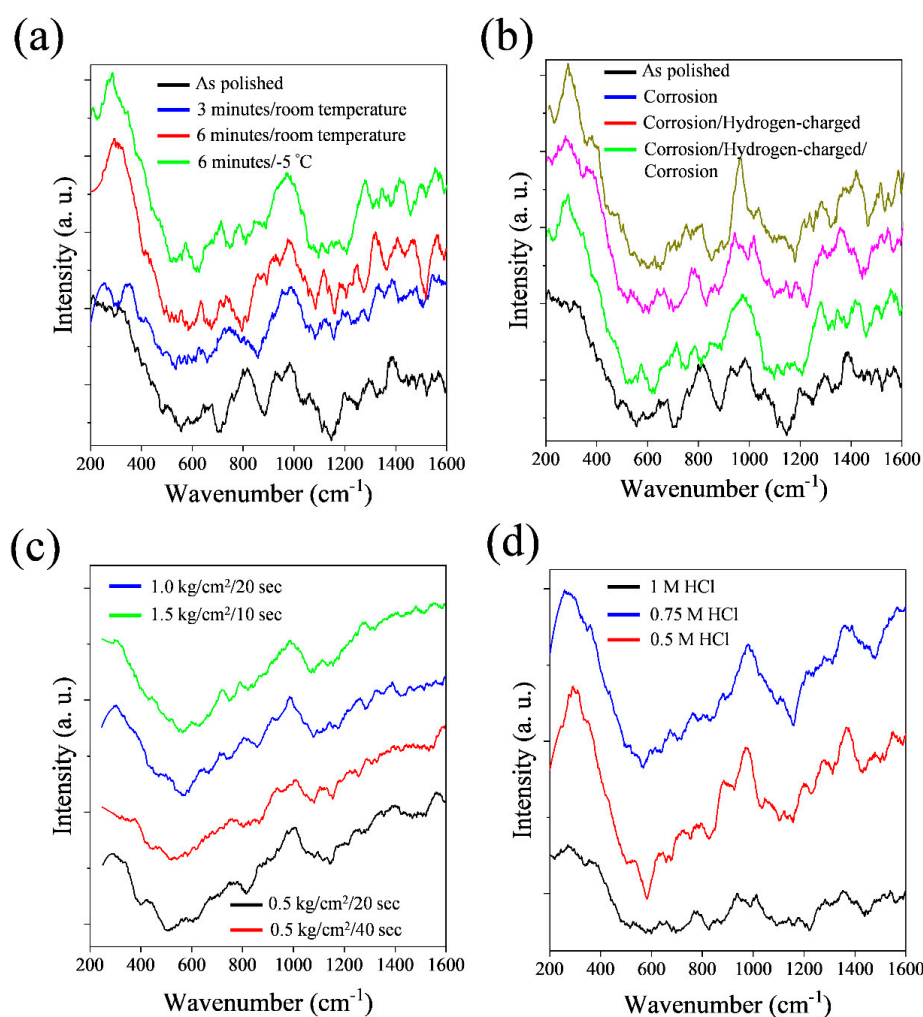 (a)
As polished
3 minutes/room temperature
6 minutes/room temperature
6 minutes/-5 °C
Intensity (a. u.)
200 400 600 800 1000 1200 1400 1600
Wavenumber (cm⁻¹)
(b)
As polished
Corrosion
Corrosion/Hydrogen-charged
Corrosion/Hydrogen-charged/
Corrosion
Intensity (a. u.)
200 400 600 800 1000 1200 1400 1600
Wavenumber (cm⁻¹)
(c)
1.0 kg/cm²/20 sec
1.5 kg/cm²/10 sec
0.5 kg/cm²/20 sec
0.5 kg/cm²/40 sec
Intensity (a. u.)
200 400 600 800 1000 1200 1400 1600
Wavenumber (cm⁻¹)
(d)
1 M HCl
0.75 M HCl
0.5 M HCl
Intensity (a. u.)
200 400 600 800 1000 1200 1400 1600
Wavenumber (cm⁻¹)